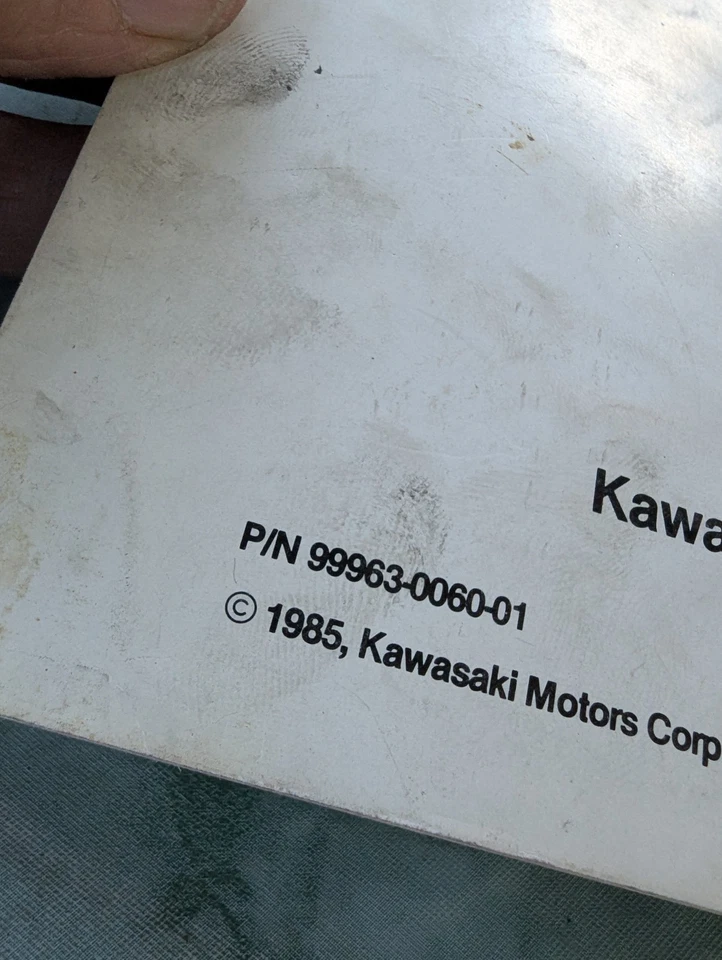 Kawa
P/N 99963-0060-01
© 1985, Kawasaki Motors Corp